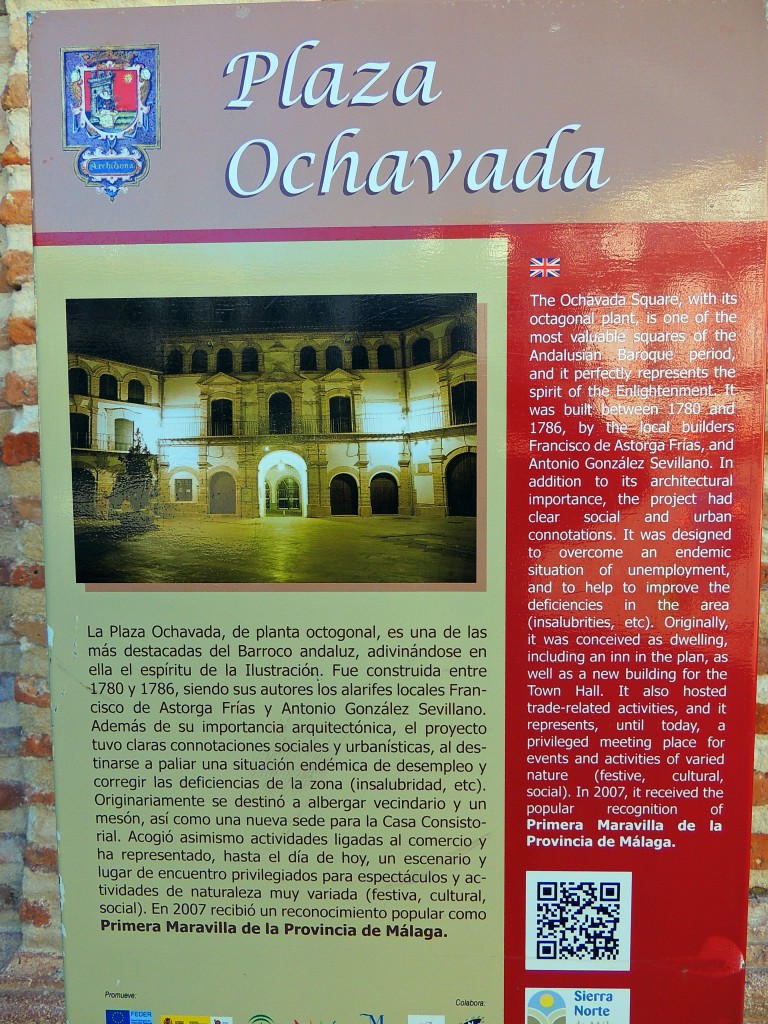 Plaza
Ochavada
Archidona
La Plaza Ochavada, de planta octogonal, es una de las
más destacadas del Barroco andaluz, adivinándose en
ella el espíritu de la Ilustración. Fue construida entre
1780 y 1786, siendo sus autores los alarifes locales Fran-
cisco de Astorga Frías y Antonio González Sevillano.
Además de su importancia arquitectónica, el proyecto
tuvo claras connotaciones sociales y urbanísticas, al des-
tinarse a paliar una situación endémica de desempleo y
corregir las deficiencias de la zona (insalubridad, etc).
Originariamente se destinó a albergar vecindario y un
mesón, así como una nueva sede para la Casa Consisto-
rial. Acogió asimismo actividades ligadas al comercio y
ha representado, hasta el día de hoy, un escenario y
lugar de encuentro privilegiados para espectáculos y ac-
tividades de naturaleza muy variada (festiva, cultural,
social). En 2007 recibió un reconocimiento popular como
Primera Maravilla de la Provincia de Málaga.
The Ochavada Square, with its
octagonal plant, is one of the
most valuable squares of the
Andalusian Baroque period,
and it perfectly represents the
spirit of the Enlightenment. It
was built between 1780 and
1786, by the local builders
Francisco de Astorga Frías, and
Antonio González Sevillano. In
addition to its architectural
importance, the project had
clear social and urban
connotations. It was designed
to overcome an endemic
situation of unemployment,
and to help to improve the
deficiencies in the area
(insalubrities, etc). Originally,
it was conceived as dwelling,
including an inn in the plan, as
well as a new building for the
Town Hall. It also hosted
trade-related activities, and it
represents, until today, a
privileged meeting place for
events and activities of varied
nature (festive, cultural,
social). In 2007, it received the
popular recognition of
Primera Maravilla de la
Provincia de Málaga.
Promueve:
Colabora:
FEDER
Sierra
Norte